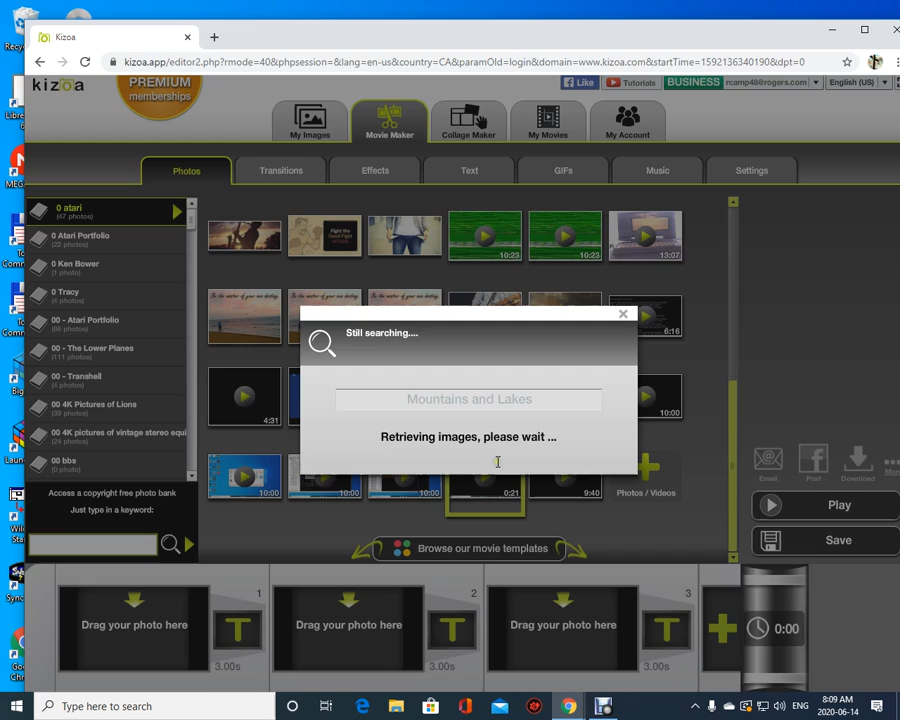 Kizoa
kizoa.app/editor2.php?rmode=40&phpsession=&lang=en-us&country=CA&paramOld=login&domain=www.kizoa.com&startTime=1592136340190&dpt=0
kizoa
PREMIUM
memberships
Like
Tutorials
BUSINESS
rcamp48@rogers.com
English (US)
My Images
Movie Maker
Collage Maker
My Movies
My Account
Photos
Transitions
Effects
Text
GIFs
Music
Settings
0 atari
(47 photos)
0 Atari Portfolio
(22 photos)
0 Ken Bower
(1 photo)
0 Tracy
(4 photos)
00 - Atari Portfolio
(88 photos)
00 - The Lower Planes
(111 photos)
00 - Transhell
(4 photos)
00 4K Pictures of Lions
(39 photos)
00 4K pictures of vintage stereo equi
(24 photos)
00 bbs
(0 photo)
Fight the
10:23
10:23
13:07
6:16
4:31
10:00
10:00
10:00
10:00
0:21
9:40
Photos / Videos
Still searching....
Mountains and Lakes
Retrieving images, please wait ...
Access a copyright free photo bank
Just type in a keyword:
Browse our movie templates
Email
Post
Download
Play
Save
1
Drag your photo here
T
3.00s
2
Drag your photo here
T
3.00s
3
Drag your photo here
T
3.00s
0:00
Type here to search
ENG
8:09 AM
2020-06-14